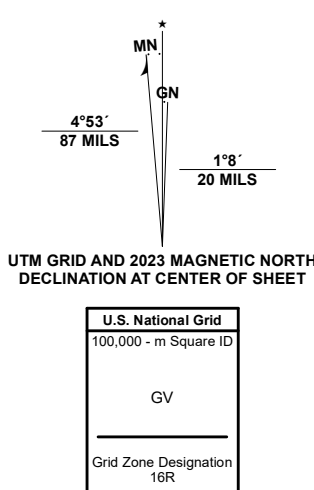 MN
GN
4°53´
87 MILS
1°8´
20 MILS
UTM GRID AND 2023 MAGNETIC NORTH
DECLINATION AT CENTER OF SHEET
U.S. National Grid
100,000 - m Square ID
GV
Grid Zone Designation
16R